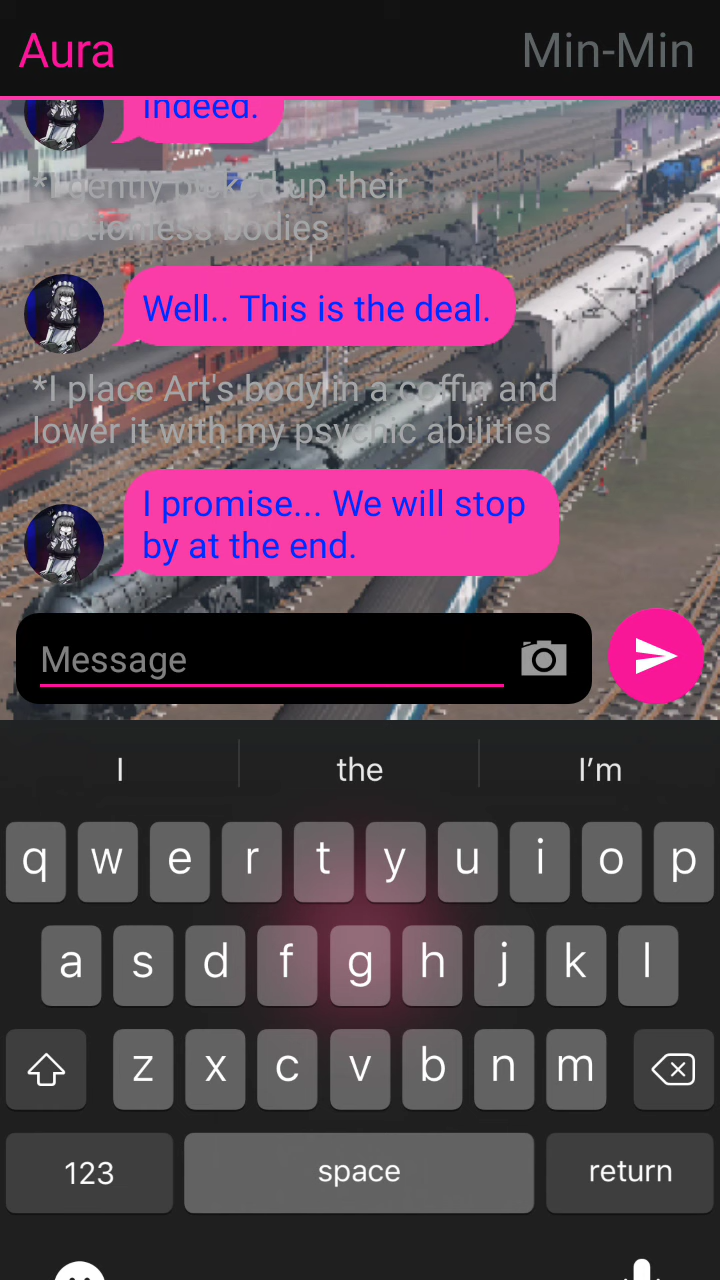 Aura
Min-Min
Indeed.
*I gently picked up their
motionless bodies
Well.. This is the deal.
*I place Art's body in a coffin and
lower it with my psychic abilities
I promise... We will stop
by at the end.
Message
I the I'm
q w e r t y u i o p
a s d f g h j k l
z x c v b n m
123 space return